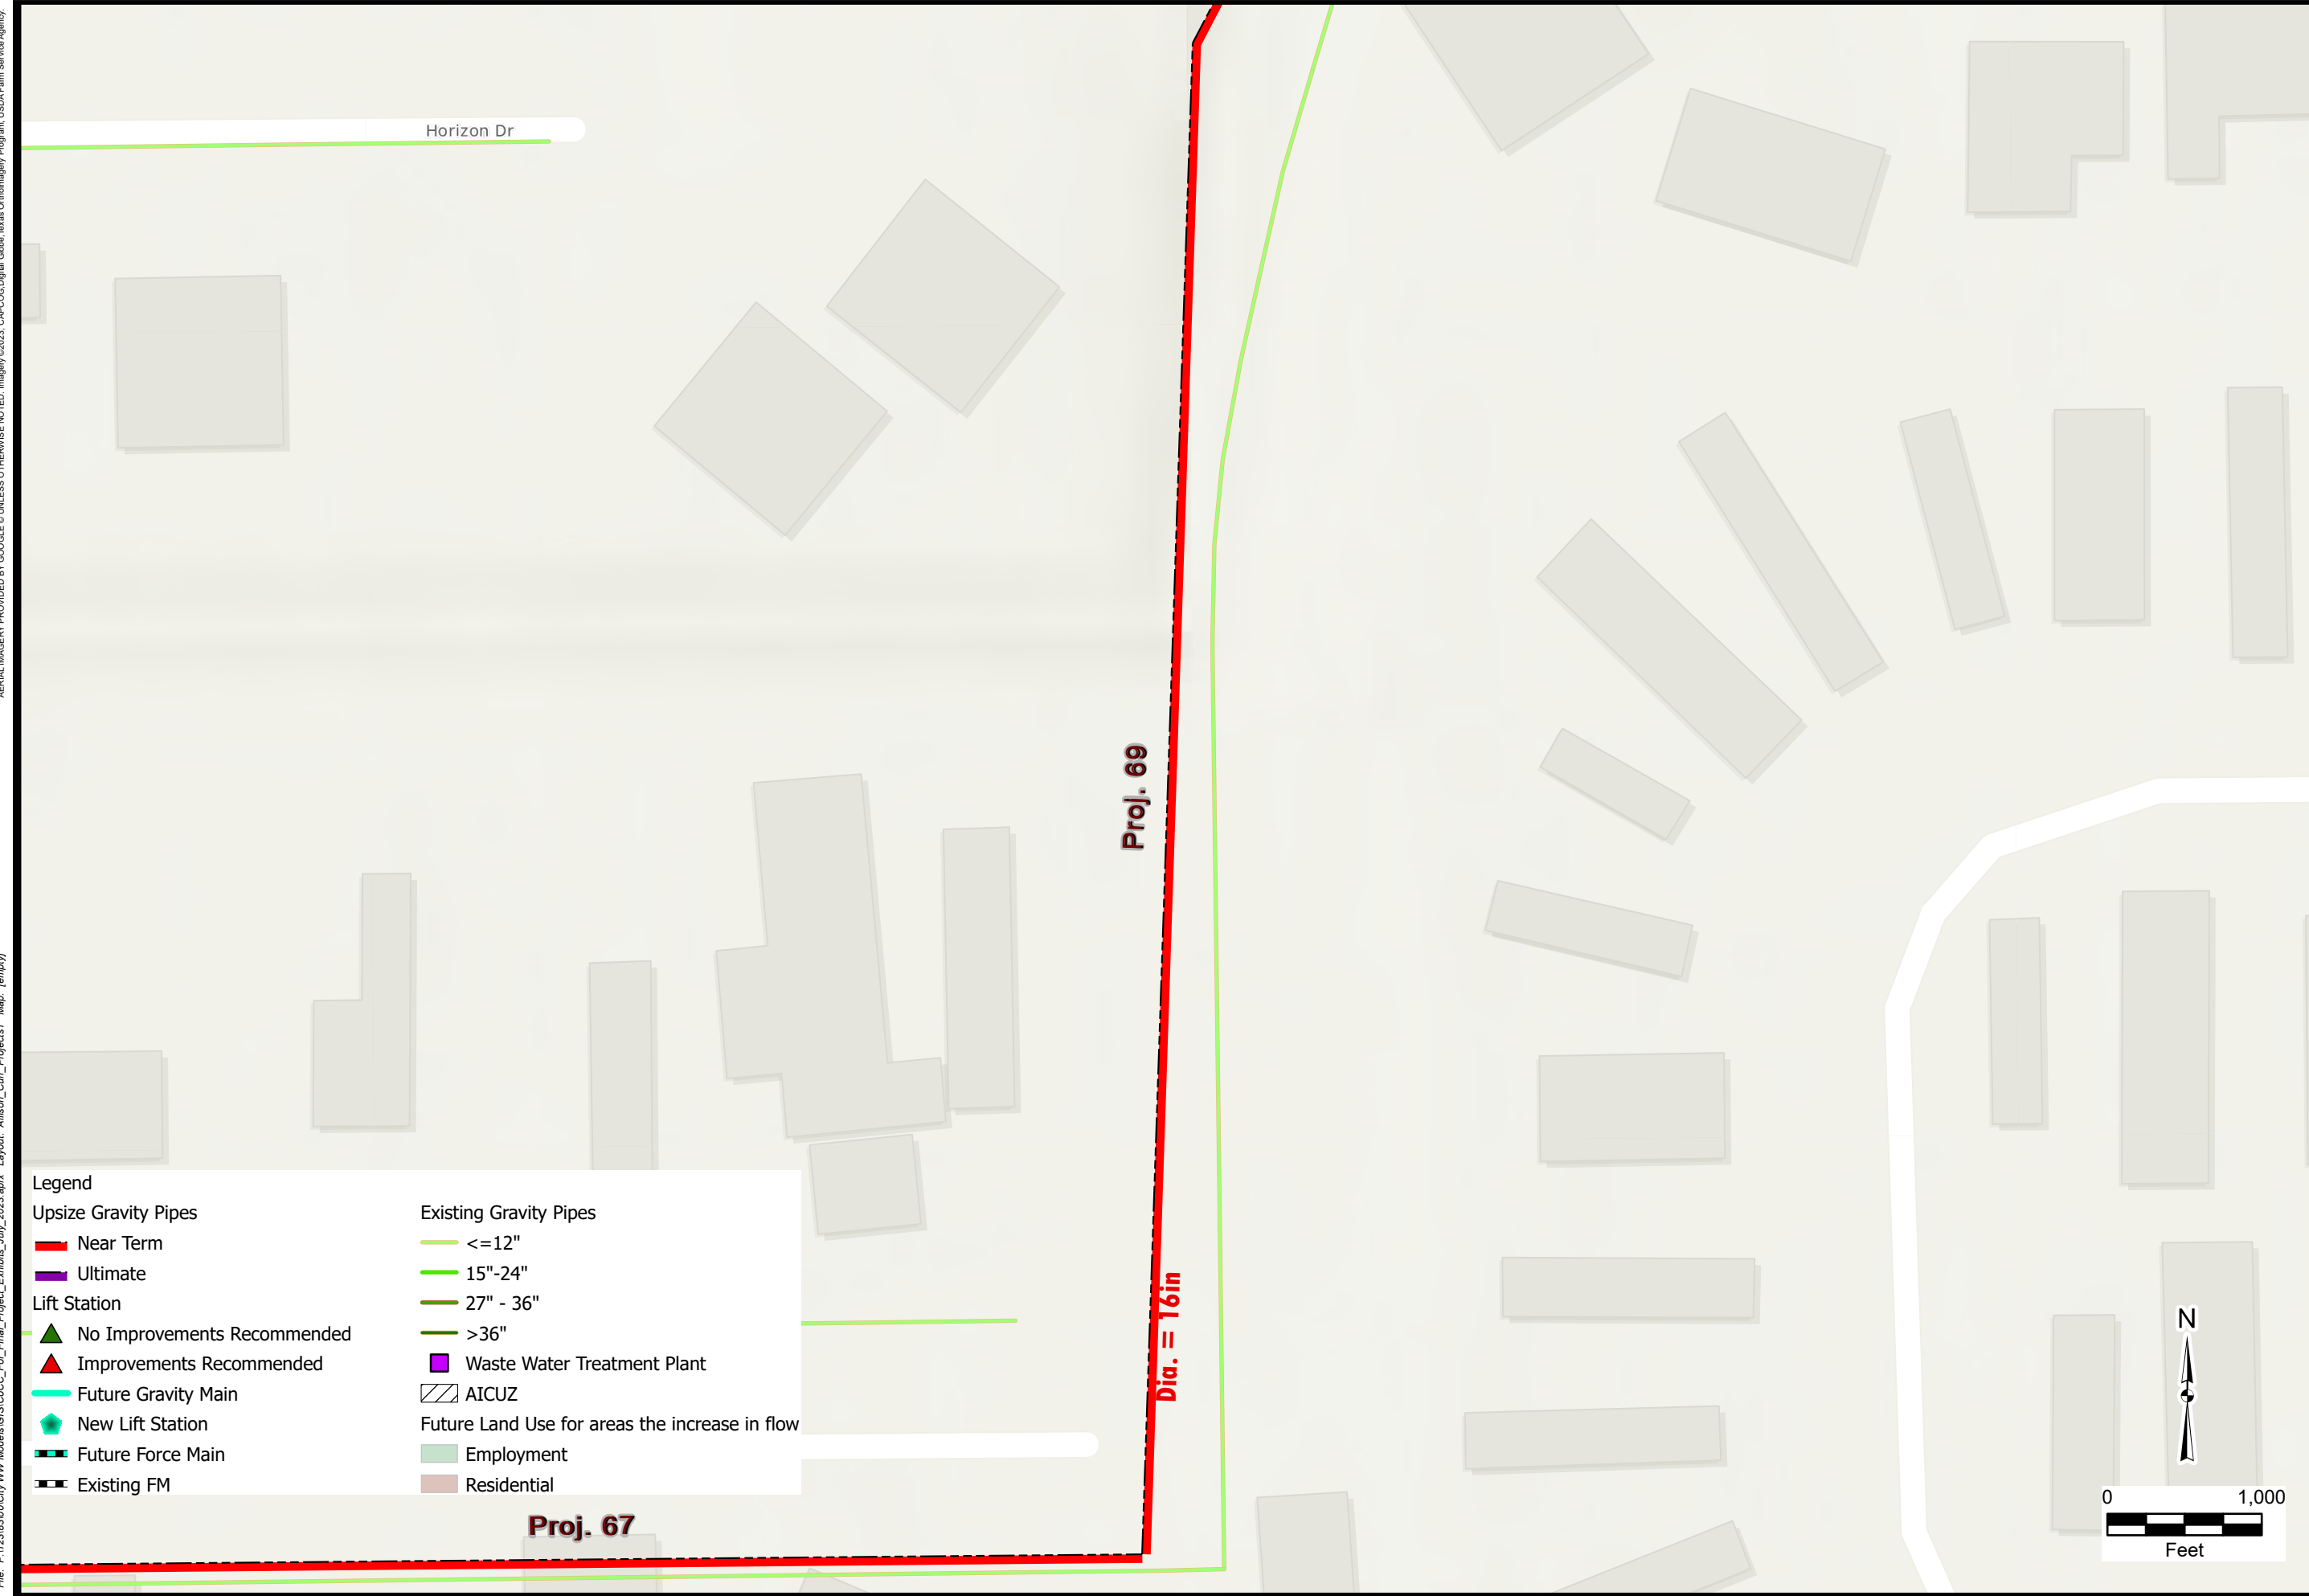 Horizon Dr
Proj. 69
Dia. = 16in
Proj. 67
Legend
Upsize Gravity Pipes
Near Term
Ultimate
Lift Station
No Improvements Recommended
Improvements Recommended
Future Gravity Main
New Lift Station
Future Force Main
Existing FM
Existing Gravity Pipes
<=12"
15"-24"
27" - 36"
>36"
Waste Water Treatment Plant
AICUZ
Future Land Use for areas the increase in flow
Employment
Residential
N
0 1,000
Feet